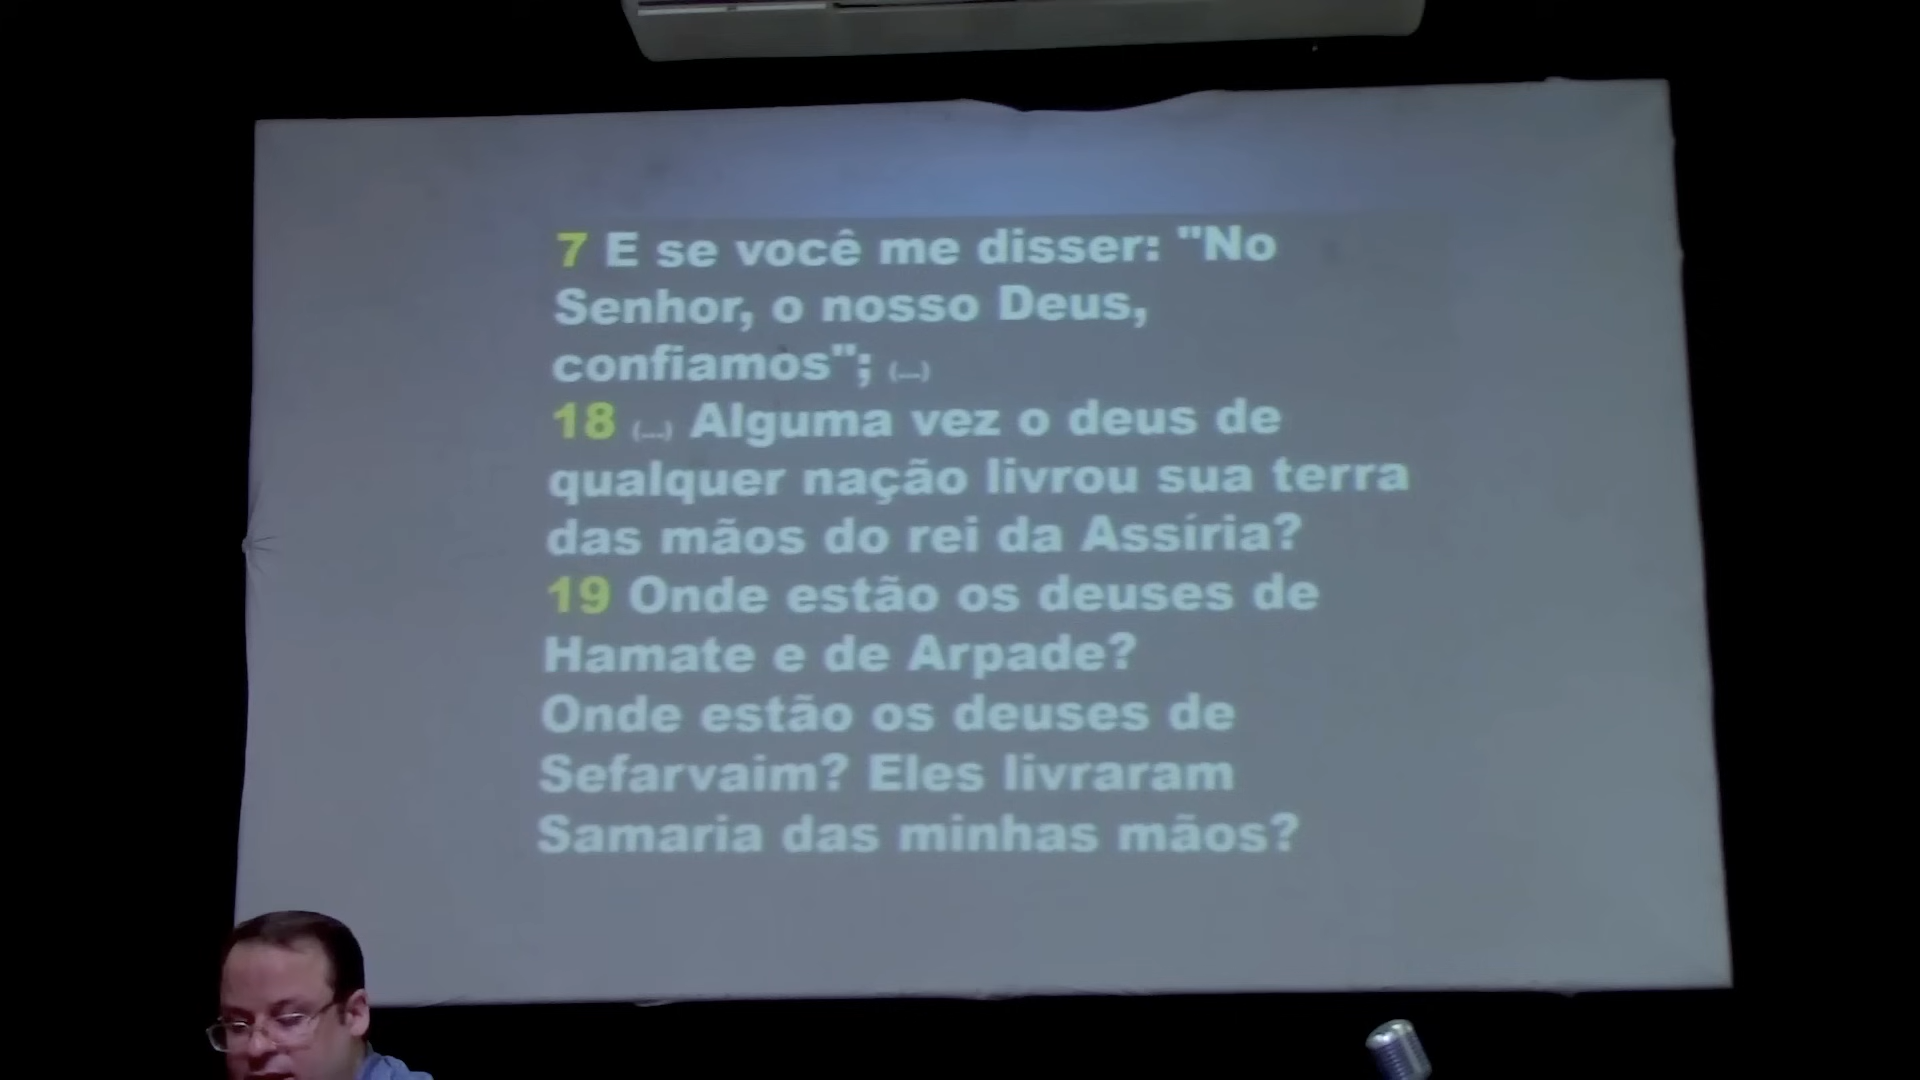 7 E se você me disser: "No
Senhor, o nosso Deus,
confiamos"; (...)
18 (...) Alguma vez o deus de
qualquer nação livrou sua terra
das mãos do rei da Assíria?
19 Onde estão os deuses de
Hamate e de Arpade?
Onde estão os deuses de
Sefarvaim? Eles livraram
Samaria das minhas mãos?